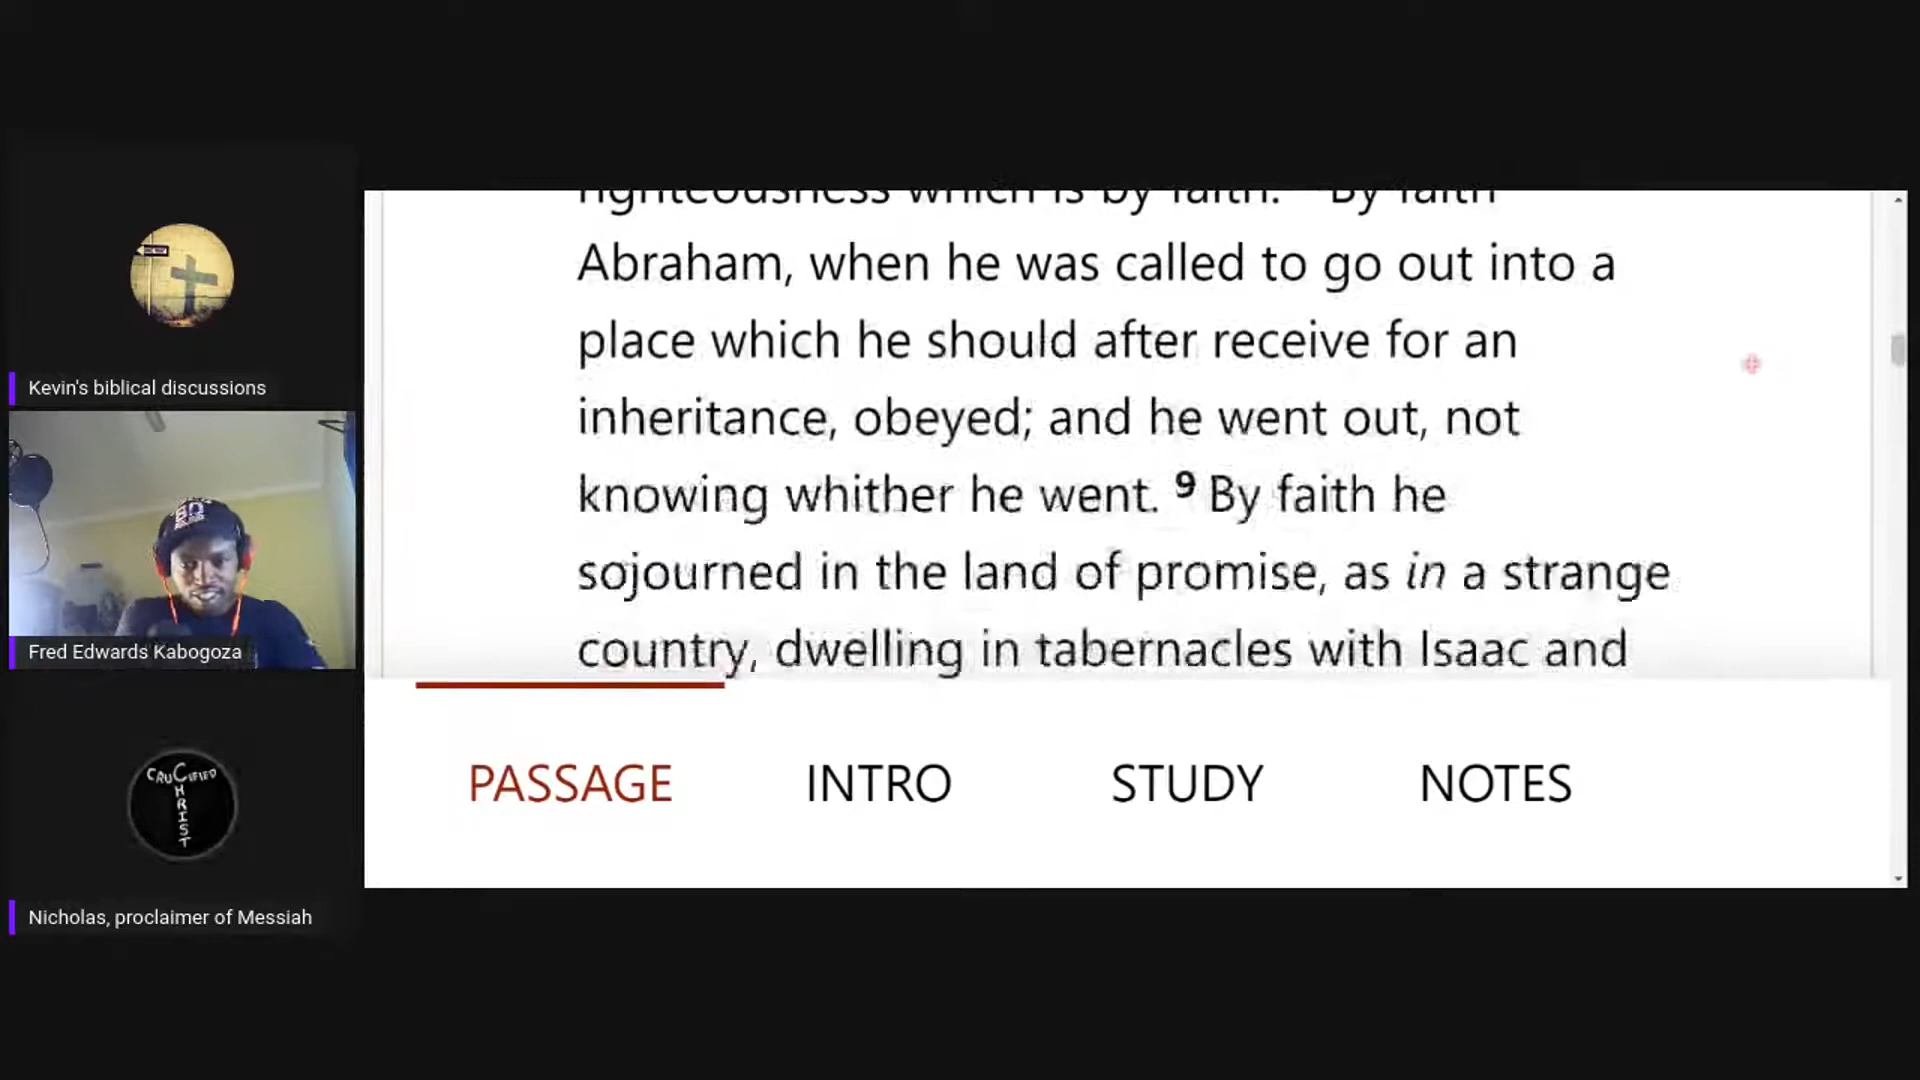 Kevin's biblical discussions
Fred Edwards Kabogoza
CRUCIFIED
CHRIST
Nicholas, proclaimer of Messiah
righteousness which is by faith. By faith
Abraham, when he was called to go out into a
place which he should after receive for an
inheritance, obeyed; and he went out, not
knowing whither he went. 9 By faith he
sojourned in the land of promise, as in a strange
country, dwelling in tabernacles with Isaac and
PASSAGE INTRO STUDY NOTES